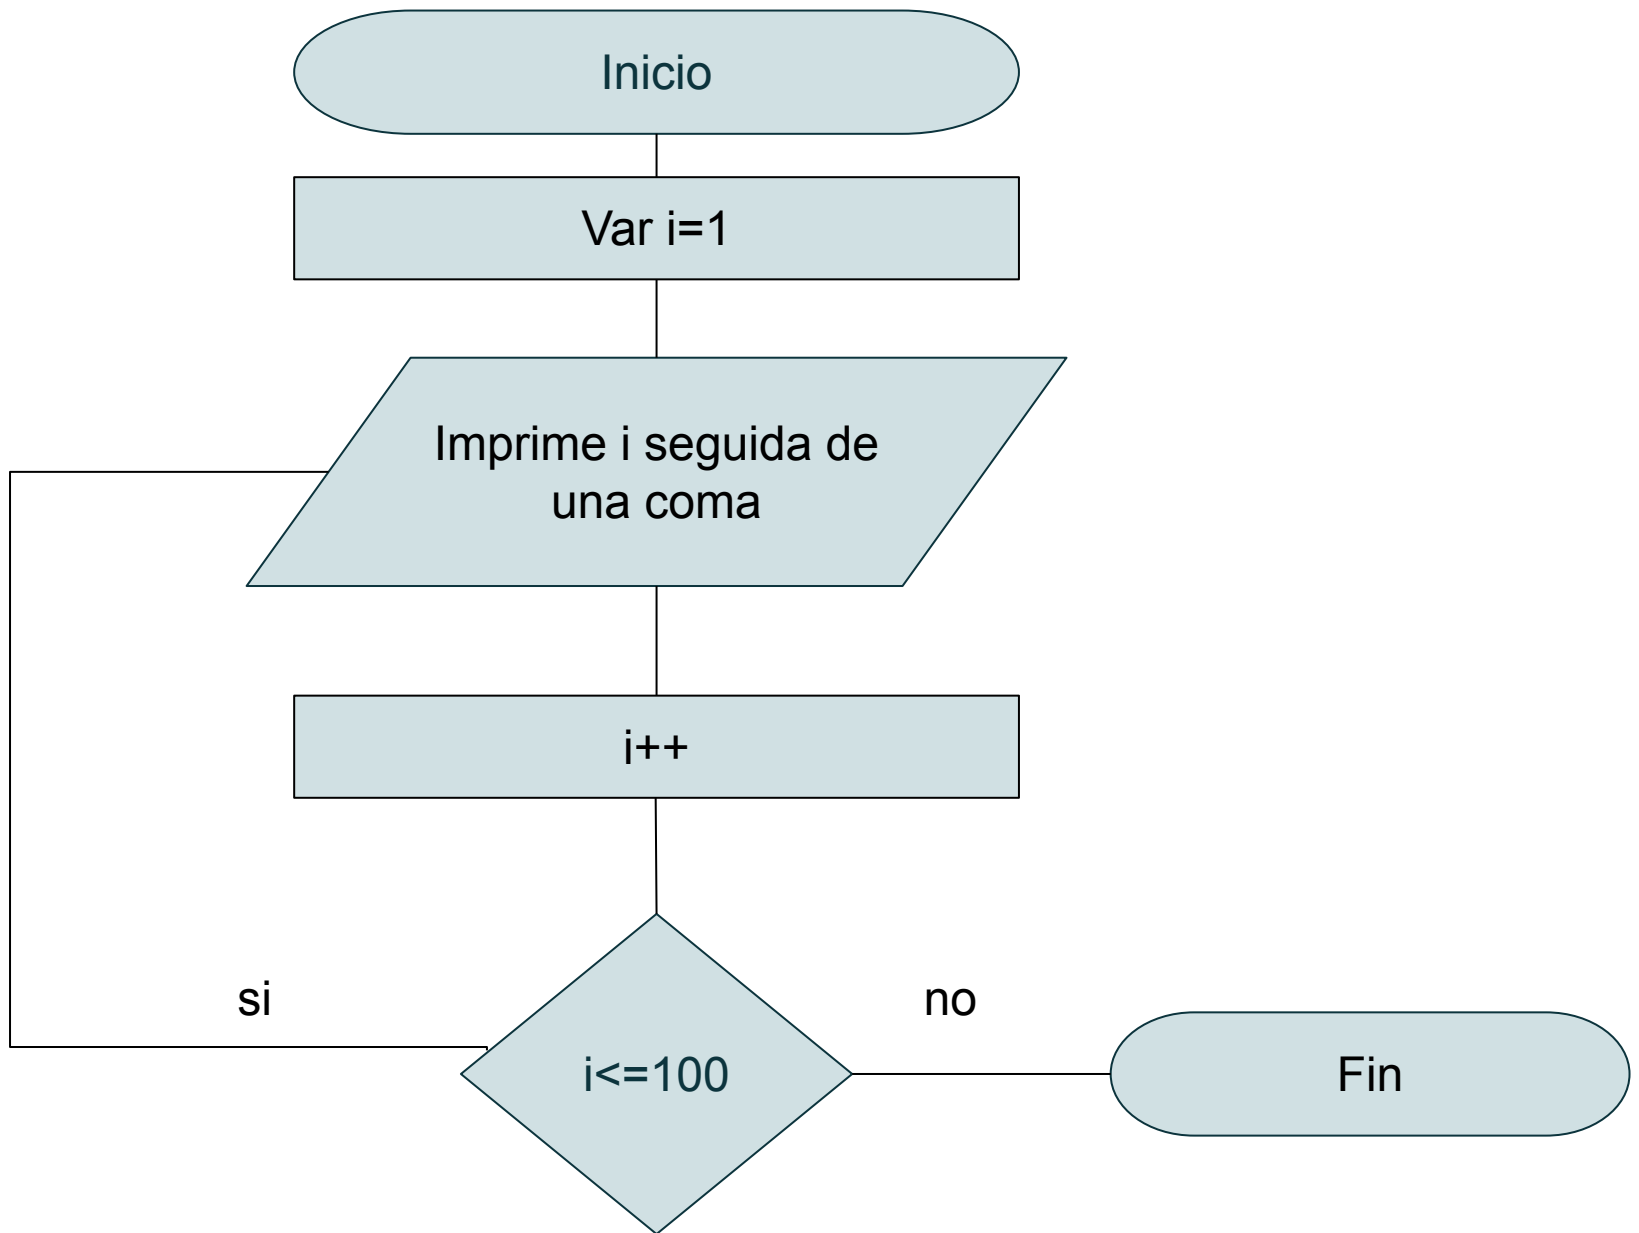 Inicio
Var i=1
Imprime i seguida de
una coma
i++
si
no
i<=100
Fin